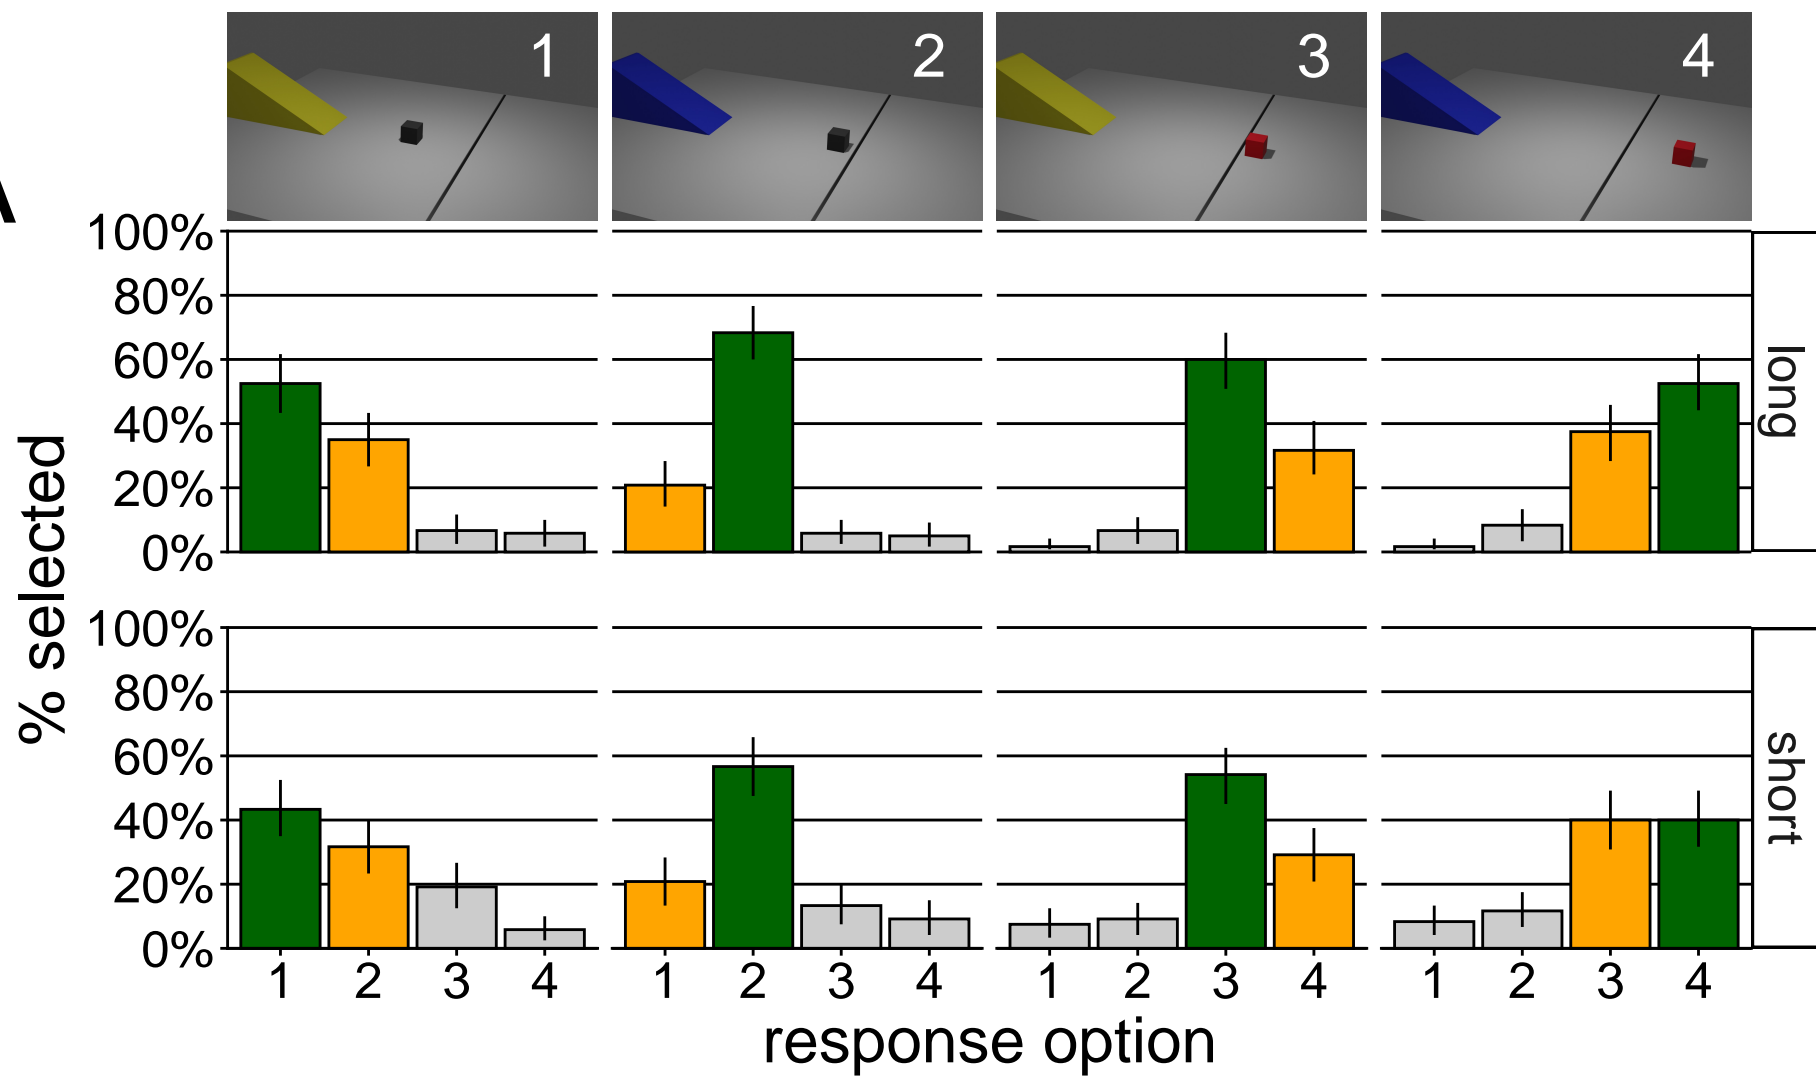 1 2 3 4
A
100%
80%
60%
40%
20%
0%
long
100%
80%
60%
40%
20%
0%
short
% selected
1 2 3 4 1 2 3 4 1 2 3 4 1 2 3 4
response option